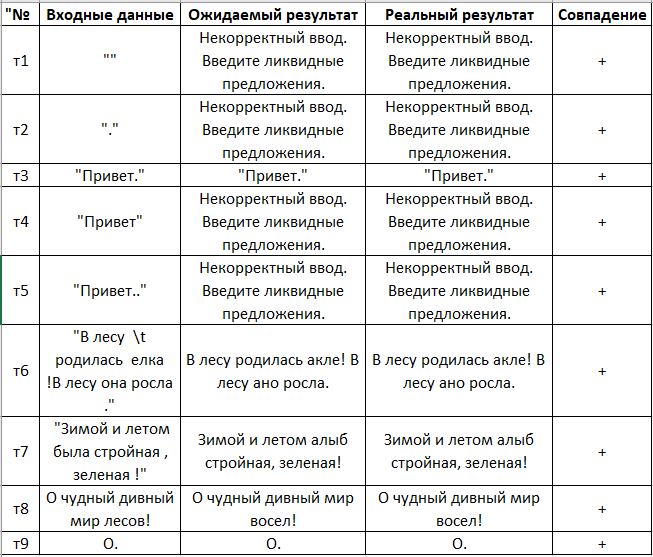 "№ Входные данные Ожидаемый результат Реальный результат Совпадение
т1 "" Некорректный ввод. Введите ликвидные предложения. Некорректный ввод. Введите ликвидные предложения. +
т2 "." Некорректный ввод. Введите ликвидные предложения. Некорректный ввод. Введите ликвидные предложения. +
т3 "Привет." "Привет." "Привет." +
т4 "Привет" Некорректный ввод. Введите ликвидные предложения. Некорректный ввод. Введите ликвидные предложения. +
т5 "Привет.." Некорректный ввод. Введите ликвидные предложения. Некорректный ввод. Введите ликвидные предложения. +
т6 "В лесу \t родилась елка !В лесу она росла ." В лесу родилась акле! В лесу ано росла. В лесу родилась акле! В лесу ано росла. +
т7 "Зимой и летом была стройная , зеленая !" Зимой и летом алыб стройная, зеленая! Зимой и летом алыб стройная, зеленая! +
т8 О чудный дивный мир лесов! О чудный дивный мир восел! О чудный дивный мир восел! +
т9 О. О. О. +